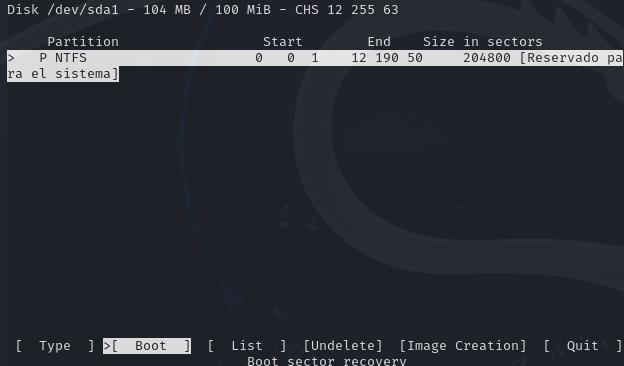 Disk /dev/sda1 - 104 MB / 100 MiB - CHS 12 255 63
Partition Start End Size in sectors
> P NTFS 0 0 1 12 190 50 204800 [Reservado pa
ra el sistema]
[ Type ] >[ Boot ] [ List ] [Undelete] [Image Creation] [ Quit ]
Boot sector recovery